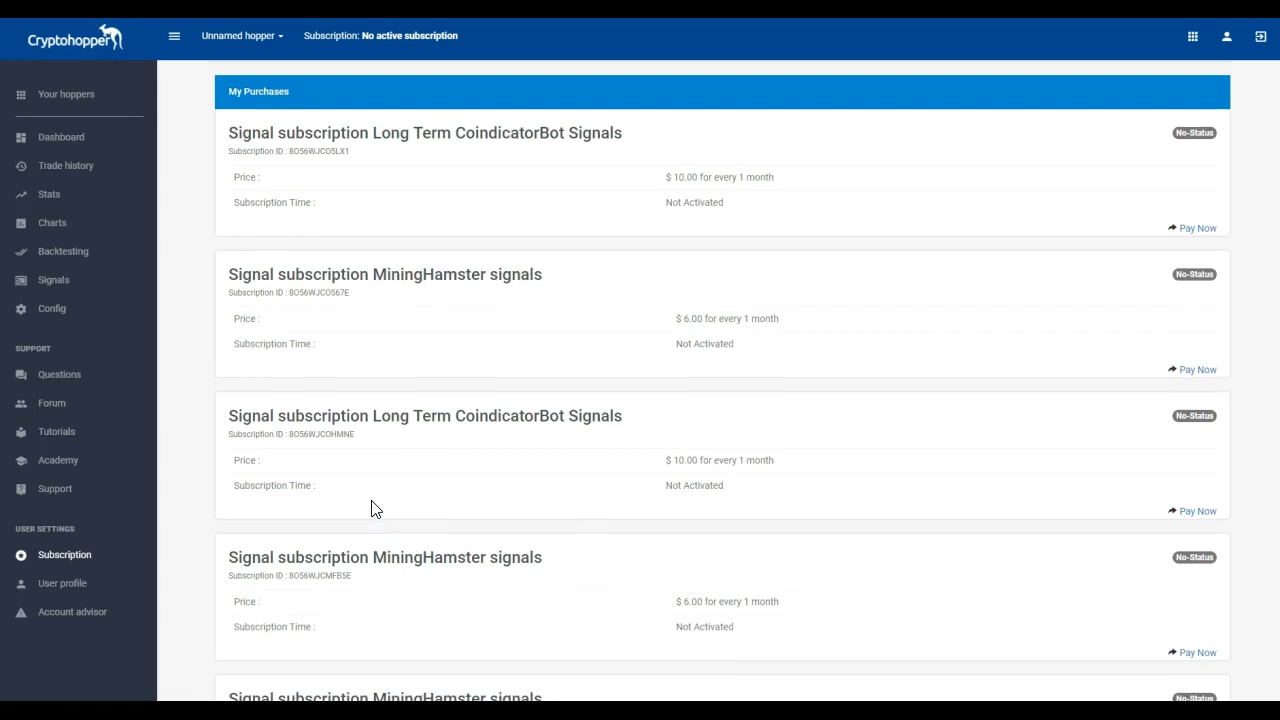 Cryptohopper
Unnamed hopper
Subscription: No active subscription
Your hoppers
Dashboard
Trade history
Stats
Charts
Backtesting
Signals
Config
SUPPORT
Questions
Forum
Tutorials
Academy
Support
USER SETTINGS
Subscription
User profile
Account advisor
My Purchases
Signal subscription Long Term CoindicatorBot Signals
No-Status
Subscription ID : 8O56WJCO5LX1
Price :
$ 10.00 for every 1 month
Subscription Time :
Not Activated
Pay Now
Signal subscription MiningHamster signals
No-Status
Subscription ID : 8O56WJCO567E
Price :
$ 6.00 for every 1 month
Subscription Time :
Not Activated
Pay Now
Signal subscription Long Term CoindicatorBot Signals
No-Status
Subscription ID : 8O56WJCOHMNE
Price :
$ 10.00 for every 1 month
Subscription Time :
Not Activated
Pay Now
Signal subscription MiningHamster signals
No-Status
Subscription ID : 8O56WJCMFB5E
Price :
$ 6.00 for every 1 month
Subscription Time :
Not Activated
Pay Now
Signal subscription MiningHamster signals
No-Status